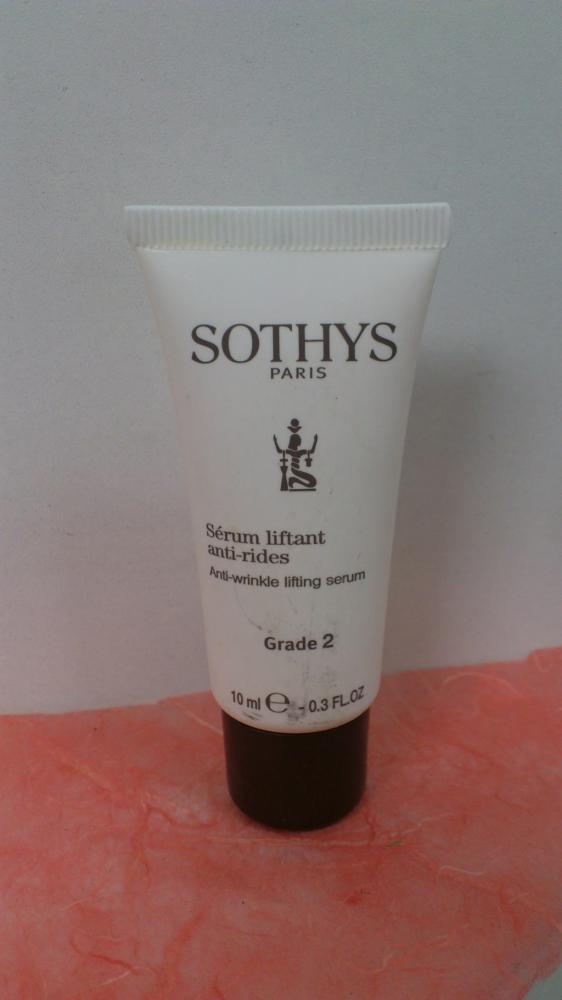 SOTHYS
PARIS
Sérum liftant
anti-rides
Anti-wrinkle lifting serum
Grade 2
10 ml ℮ - 0.3 FL.OZ